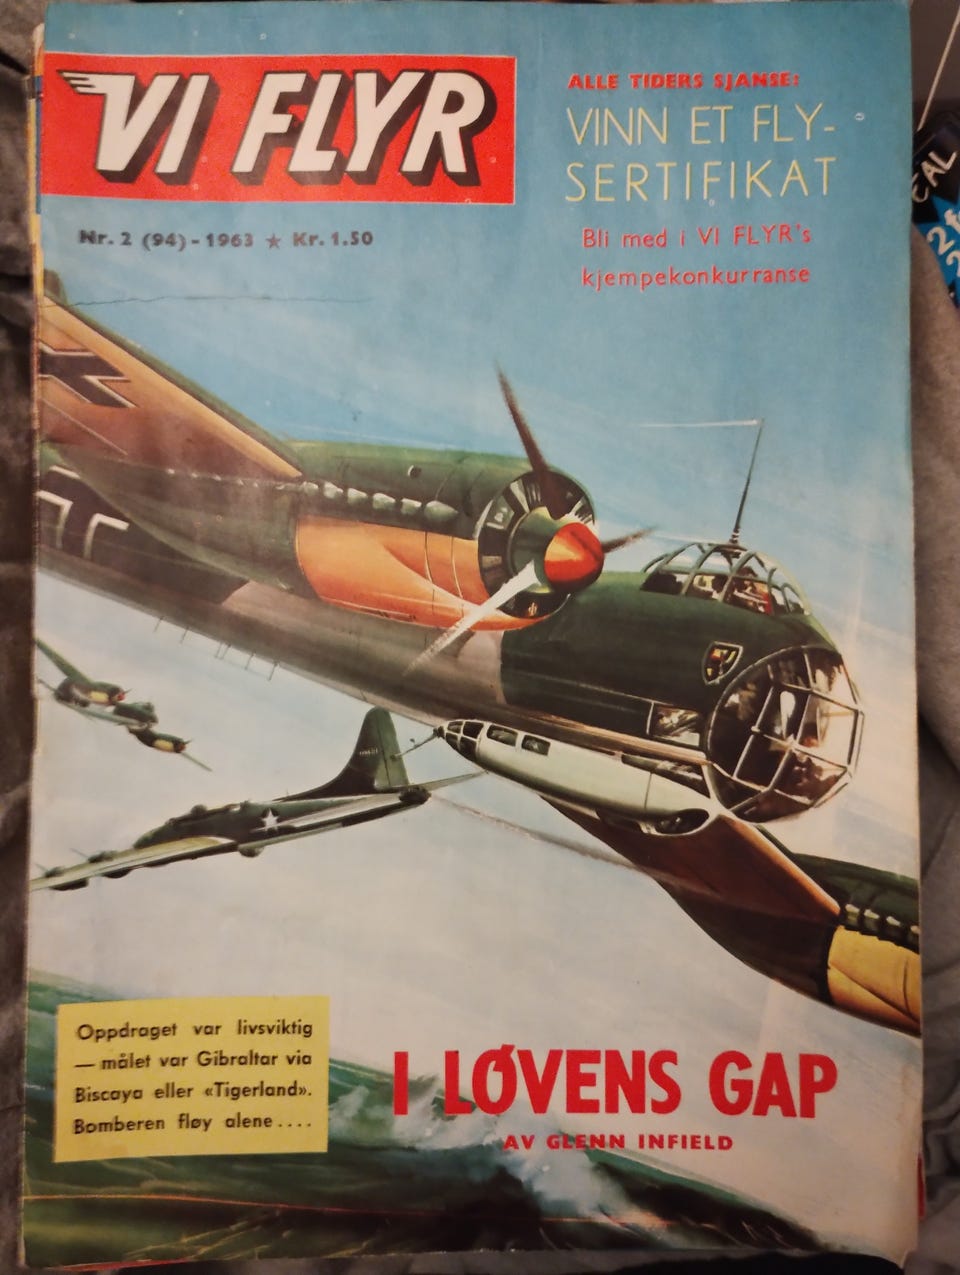 VI FLYR
Nr. 2 (94) - 1963 ★ Kr. 1.50
ALLE TIDERS SJANSE:
VINN ET FLY-
SERTIFIKAT
Bli med i VI FLYR's
kjempekonkurranse
Oppdraget var livsviktig
— målet var Gibraltar via
Biscaya eller «Tigerland».
Bomberen fløy alene....
I LØVENS GAP
AV GLENN INFIELD